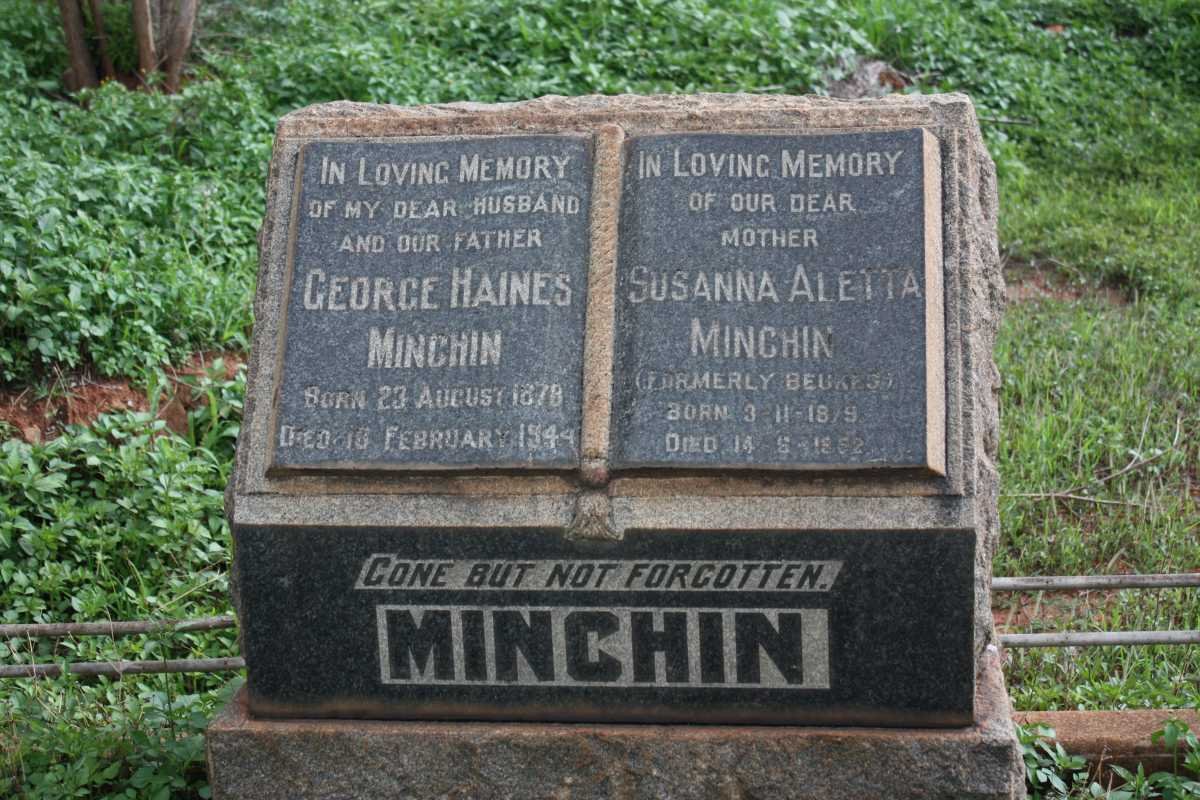 IN LOVING MEMORY
OF MY DEAR HUSBAND
AND OUR FATHER
GEORGE HAINES
MINCHIN
BORN 23 AUGUST 1878
DIED FEBRUARY 1944
IN LOVING MEMORY
OF OUR DEAR
MOTHER
SUSANNA ALETTA
MINCHIN
(FORMERLY BEUKES)
BORN 3-11-1879
DIED 14
GONE BUT NOT FORGOTTEN.
MINCHIN